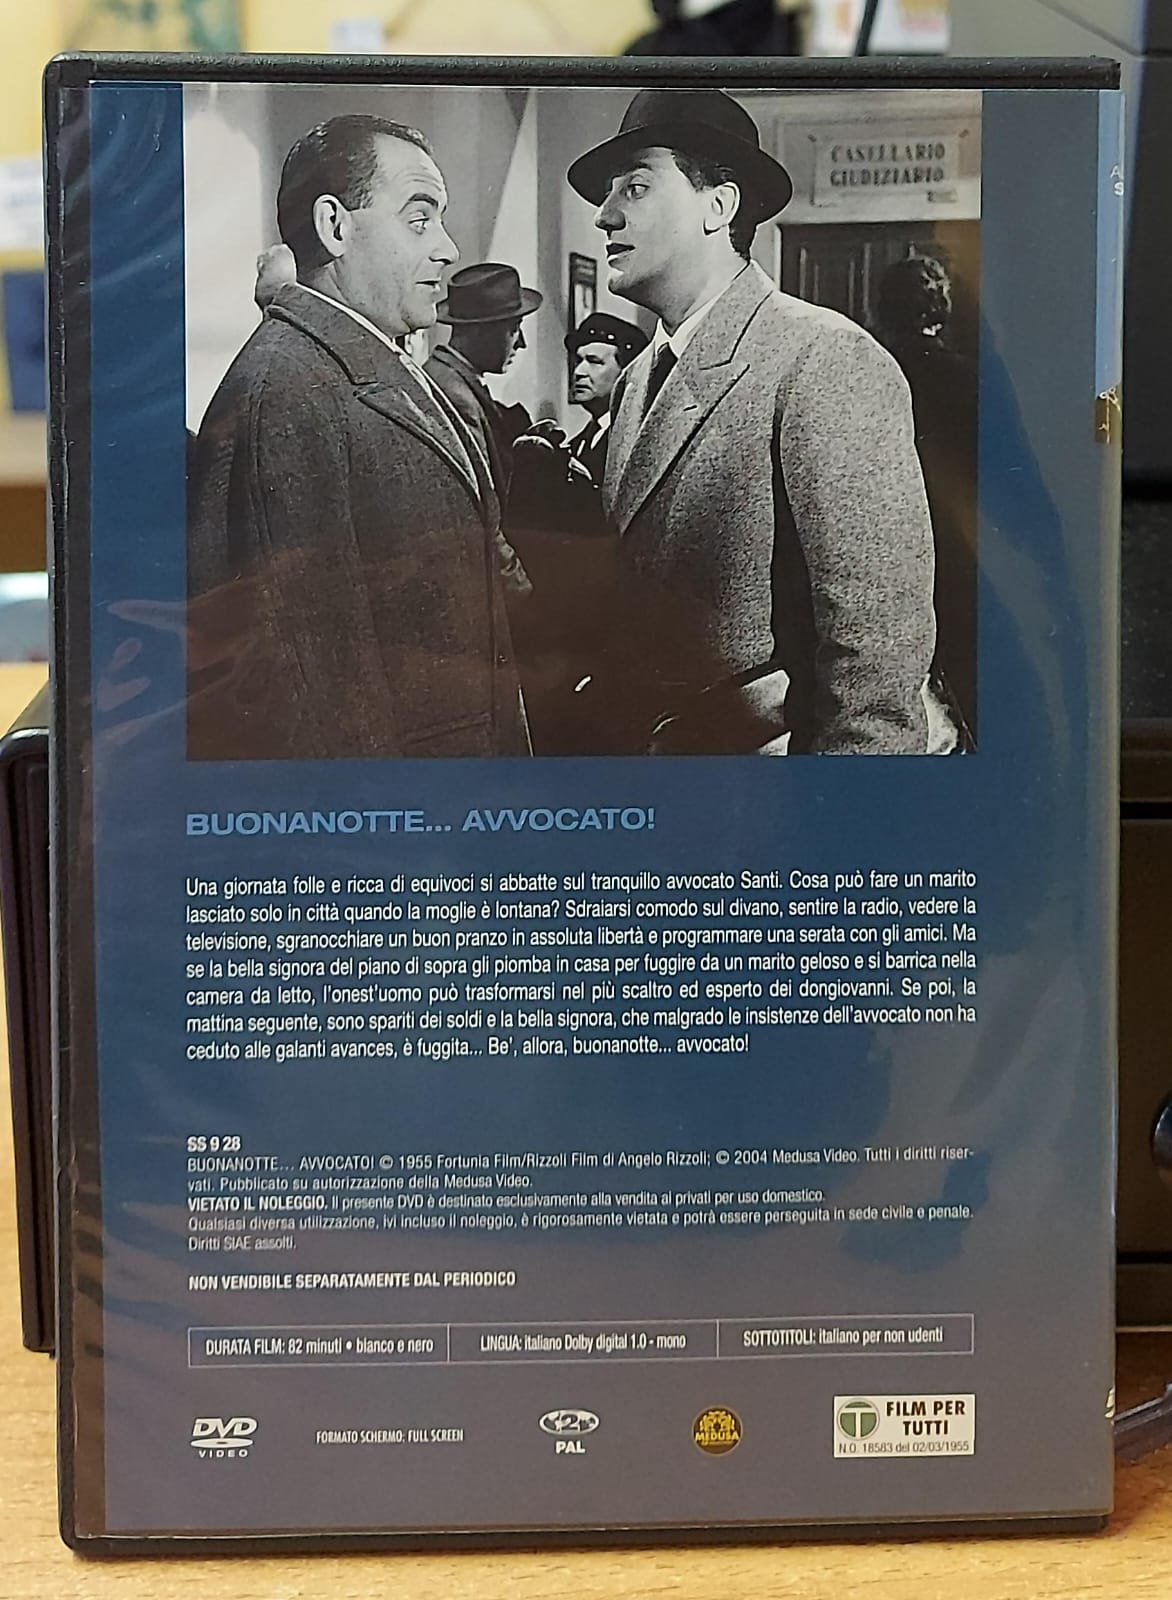 CASELLARIO
GIUDIZIARIO
BUONANOTTE... AVVOCATO!
Una giornata folle e ricca di equivoci si abbatte sul tranquillo avvocato Santi. Cosa può fare un marito
lasciato solo in città quando la moglie è lontana? Sdraiarsi comodo sul divano, sentire la radio, vedere la
televisione, sgranocchiare un buon pranzo in assoluta libertà e programmare una serata con gli amici. Ma
se la bella signora del piano di sopra gli piomba in casa per fuggire da un marito geloso e si barrica nella
camera da letto, l'onest'uomo può trasformarsi nel più scaltro ed esperto dei dongiovanni. Se poi, la
mattina seguente, sono spariti dei soldi e la bella signora, che malgrado le insistenze dell'avvocato non ha
ceduto alle galanti avances, è fuggita... Be', allora, buonanotte... avvocato!
SS 9 28
BUONANOTTE... AVVOCATO! © 1955 Fortunia Film/Rizzoli Film di Angelo Rizzoli; © 2004 Medusa Video. Tutti i diritti riser-
vati. Pubblicato su autorizzazione della Medusa Video.
VIETATO IL NOLEGGIO. Il presente DVD è destinato esclusivamente alla vendita ai privati per uso domestico.
Qualsiasi diversa utilizzazione, ivi incluso il noleggio, è rigorosamente vietata e potrà essere perseguita in sede civile e penale.
Diritti SIAE assolti.
NON VENDIBILE SEPARATAMENTE DAL PERIODICO
DURATA FILM: 82 minuti • bianco e nero
LINGUA: italiano Dolby digital 1.0 - mono
SOTTOTITOLI: italiano per non udenti
DVD
VIDEO
FORMATO SCHERMO: FULL SCREEN
2
PAL
MEDUSA
T
FILM PER
TUTTI
N.O. 18583 del 02/03/1955